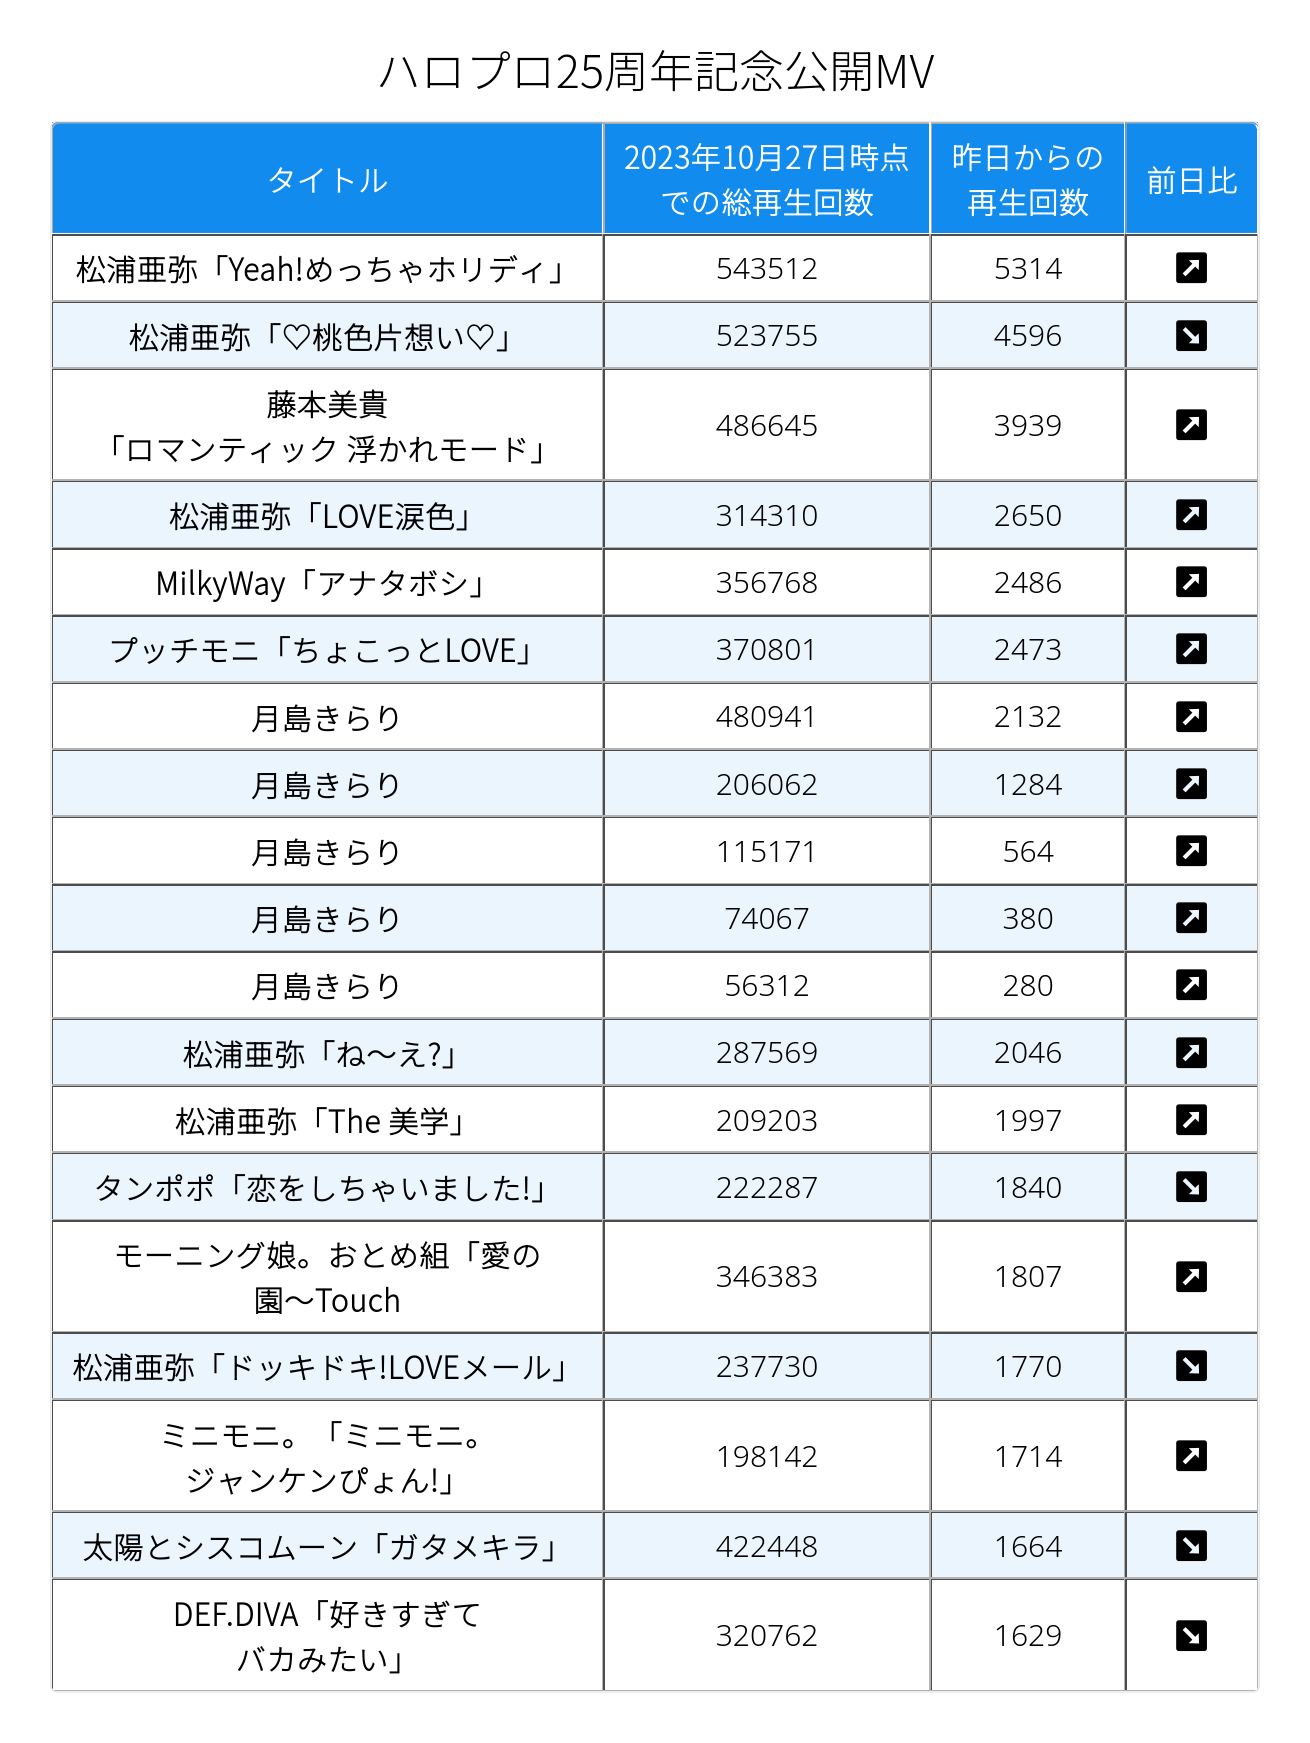 ハロプロ25周年記念公開MV
タイトル
2023年10月27日時点
での総再生回数
昨日からの
再生回数
前日比
松浦亜弥「Yeah!めっちゃホリディ」 543512 5314 ↗
松浦亜弥「♡桃色片想い♡」 523755 4596 ↘
藤本美貴
「ロマンティック 浮かれモード」 486645 3939 ↗
松浦亜弥「LOVE涙色」 314310 2650 ↗
MilkyWay「アナタボシ」 356768 2486 ↗
プッチモニ「ちょこっとLOVE」 370801 2473 ↗
月島きらり 480941 2132 ↗
月島きらり 206062 1284 ↗
月島きらり 115171 564 ↗
月島きらり 74067 380 ↗
月島きらり 56312 280 ↗
松浦亜弥「ね〜え?」 287569 2046 ↗
松浦亜弥「The 美学」 209203 1997 ↗
タンポポ「恋をしちゃいました!」 222287 1840 ↘
モーニング娘。おとめ組「愛の
園〜Touch 346383 1807 ↗
松浦亜弥「ドッキドキ!LOVEメール」 237730 1770 ↘
ミニモニ。「ミニモニ。
ジャンケンぴょん!」 198142 1714 ↗
太陽とシスコムーン「ガタメキラ」 422448 1664 ↘
DEF.DIVA「好きすぎて
バカみたい」 320762 1629 ↘